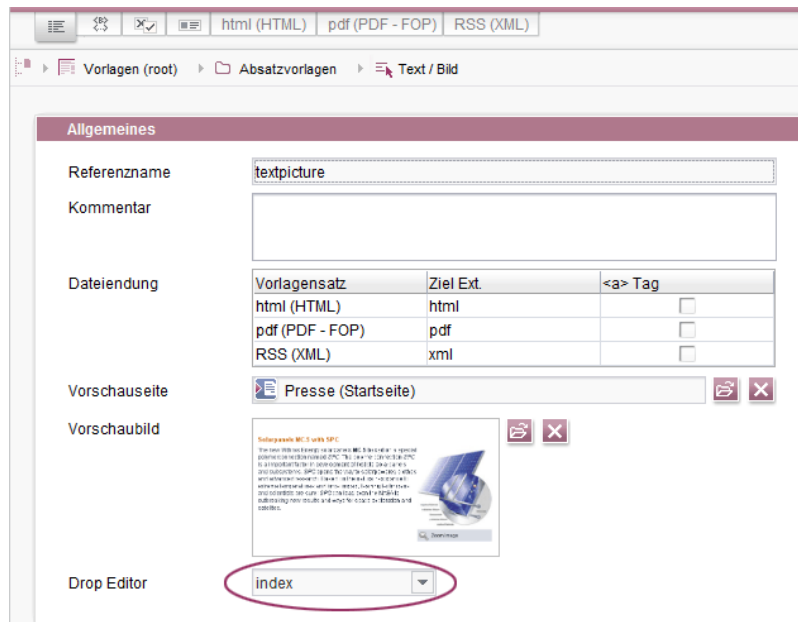 html (HTML) pdf (PDF - FOP) RSS (XML)
Vorlagen (root) Absatzvorlagen Text / Bild
Allgemeines
Referenzname textpicture
Kommentar
Dateiendung Vorlagensatz Ziel Ext. <a> Tag
html (HTML) html
pdf (PDF - FOP) pdf
RSS (XML) xml
Vorschauseite Presse (Startseite)
Vorschaubild
Solarpanels MC3 with SPC
Drop Editor index